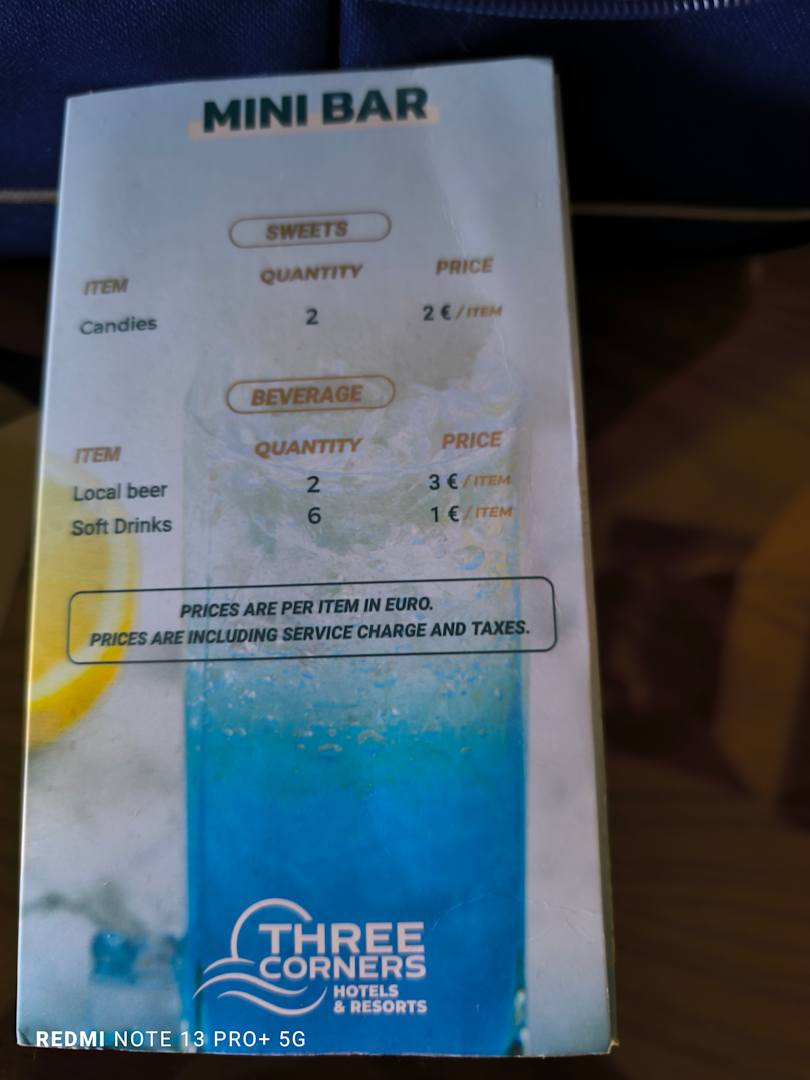 MINI BAR
SWEETS
ITEM QUANTITY PRICE
Candies 2 2 € / ITEM
BEVERAGE
ITEM QUANTITY PRICE
Local beer 2 3 € / ITEM
Soft Drinks 6 1 € / ITEM
PRICES ARE PER ITEM IN EURO.
PRICES ARE INCLUDING SERVICE CHARGE AND TAXES.
THREE
CORNERS
HOTELS
& RESORTS
REDMI NOTE 13 PRO+ 5G